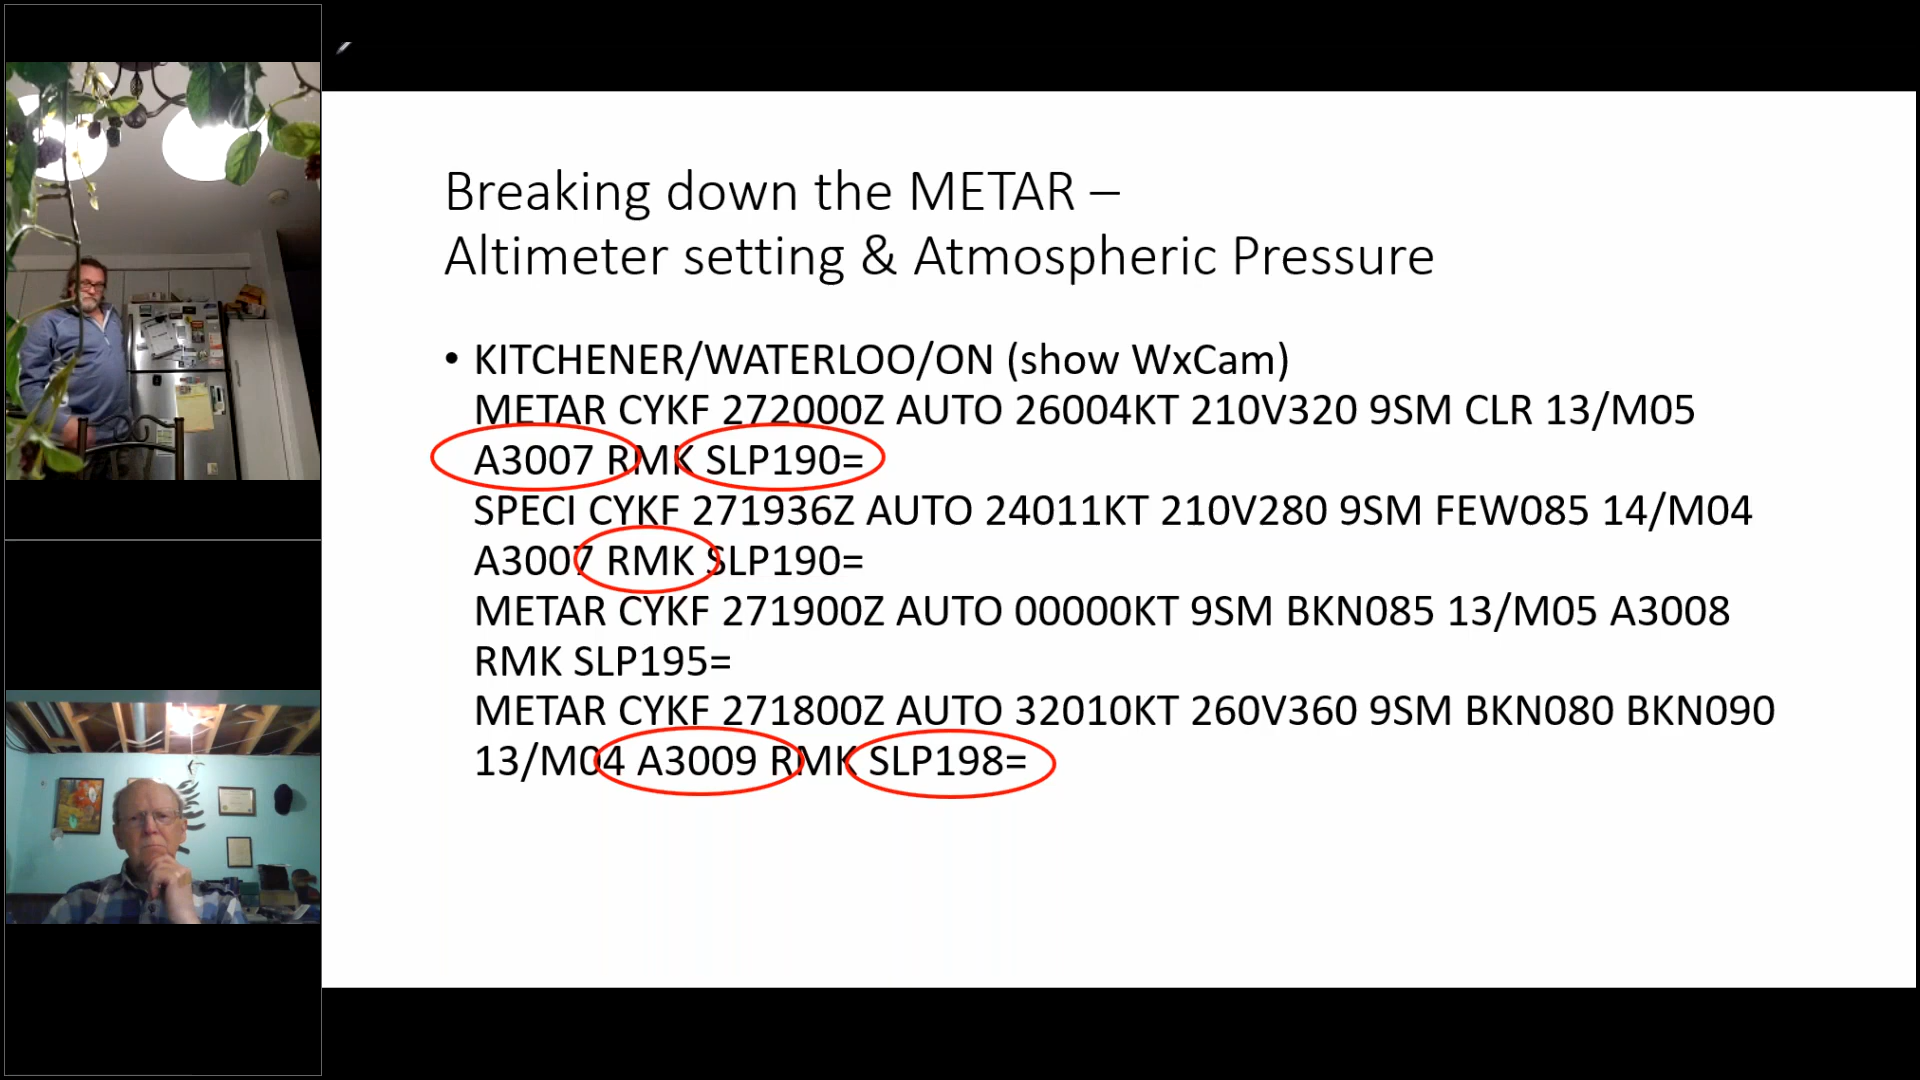 Breaking down the METAR –
Altimeter setting & Atmospheric Pressure
• KITCHENER/WATERLOO/ON (show WxCam)
METAR CYKF 272000Z AUTO 26004KT 210V320 9SM CLR 13/M05
A3007 RMK SLP190=
SPECI CYKF 271936Z AUTO 24011KT 210V280 9SM FEW085 14/M04
A3007 RMK SLP190=
METAR CYKF 271900Z AUTO 00000KT 9SM BKN085 13/M05 A3008
RMK SLP195=
METAR CYKF 271800Z AUTO 32010KT 260V360 9SM BKN080 BKN090
13/M04 A3009 RMK SLP198=